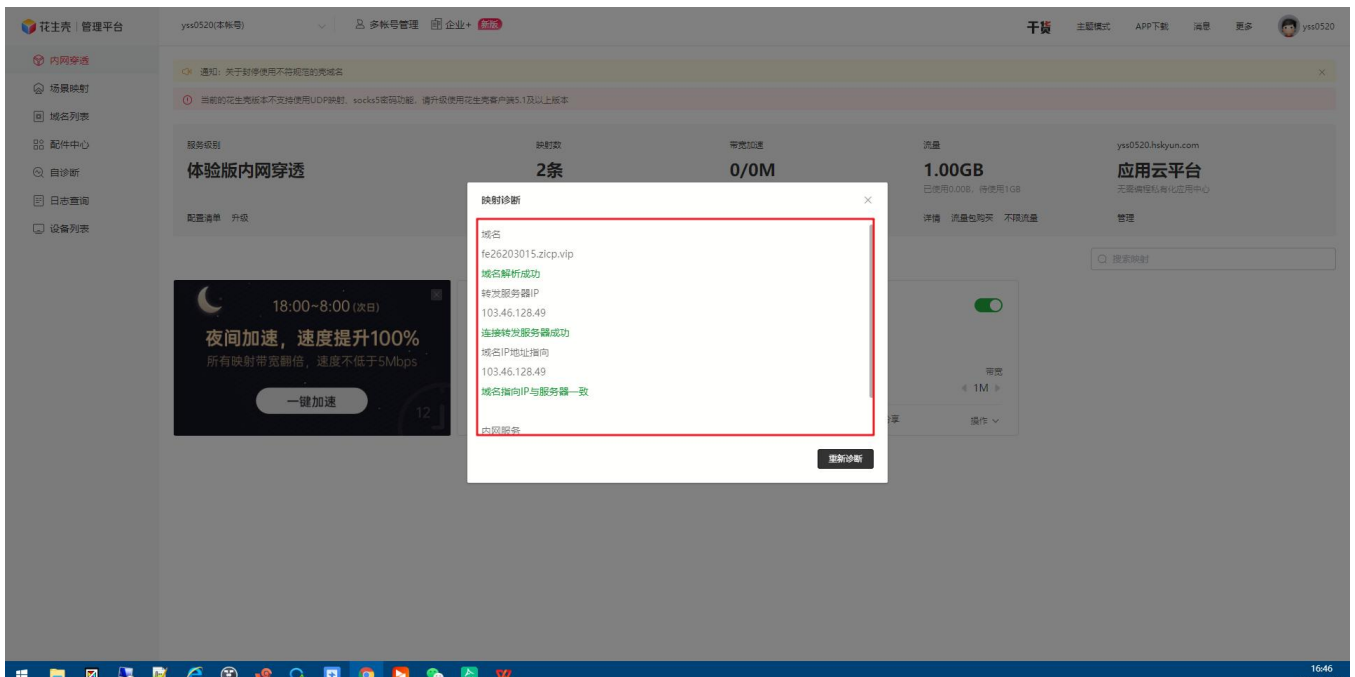 花生壳 管理平台
yss0520(本帐号)
多帐号管理
企业+
新版
干货
主题模式
APP下载
消息
更多
yss0520
内网穿透
场景映射
域名列表
配件中心
自诊断
日志查询
设备列表
通知：关于封停使用不符规范的壳域名
当前的花生壳版本不支持使用UDP映射、socks5密码功能，请升级使用花生壳客户端5.1及以上版本
服务级别
体验版内网穿透
配置清单 升级
映射数
2条
带宽加速
0/0M
流量
1.00GB
已使用0.00B，待使用1GB
详情 流量包购买 不限流量
yss0520.hskyun.com
应用云平台
无需编程私有化应用中心
管理
搜索映射
18:00~8:00 (次日)
夜间加速，速度提升100%
所有映射带宽翻倍，速度不低于5Mbps
一键加速
12
映射诊断
域名
fe26203015.zicp.vip
域名解析成功
转发服务器IP
103.46.128.49
连接转发服务器成功
域名IP地址指向
103.46.128.49
域名指向IP与服务器一致
内网服务
重新诊断
带宽
1M
享
操作
16:46